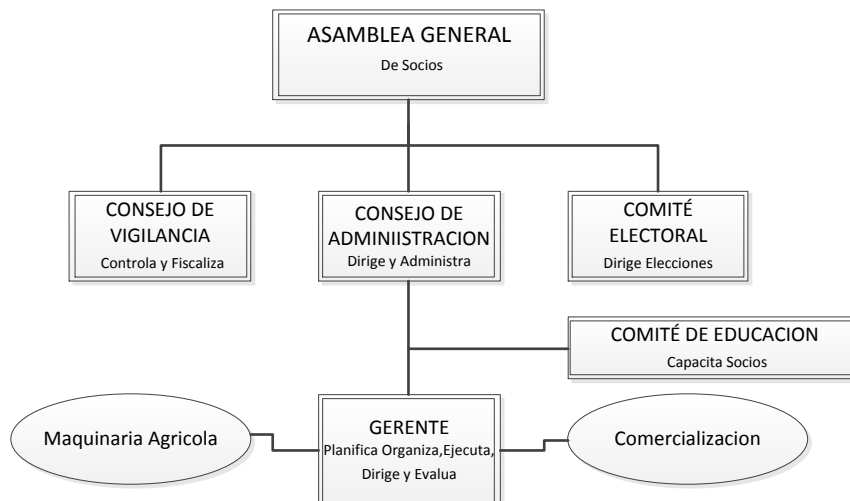 ASAMBLEA GENERAL
De Socios
CONSEJO DE
VIGILANCIA
Controla y Fiscaliza
CONSEJO DE
ADMINIISTRACION
Dirige y Administra
COMITÉ
ELECTORAL
Dirige Elecciones
COMITÉ DE EDUCACION
Capacita Socios
Maquinaria Agricola
GERENTE
Planifica Organiza,Ejecuta,
Dirige y Evalua
Comercializacion